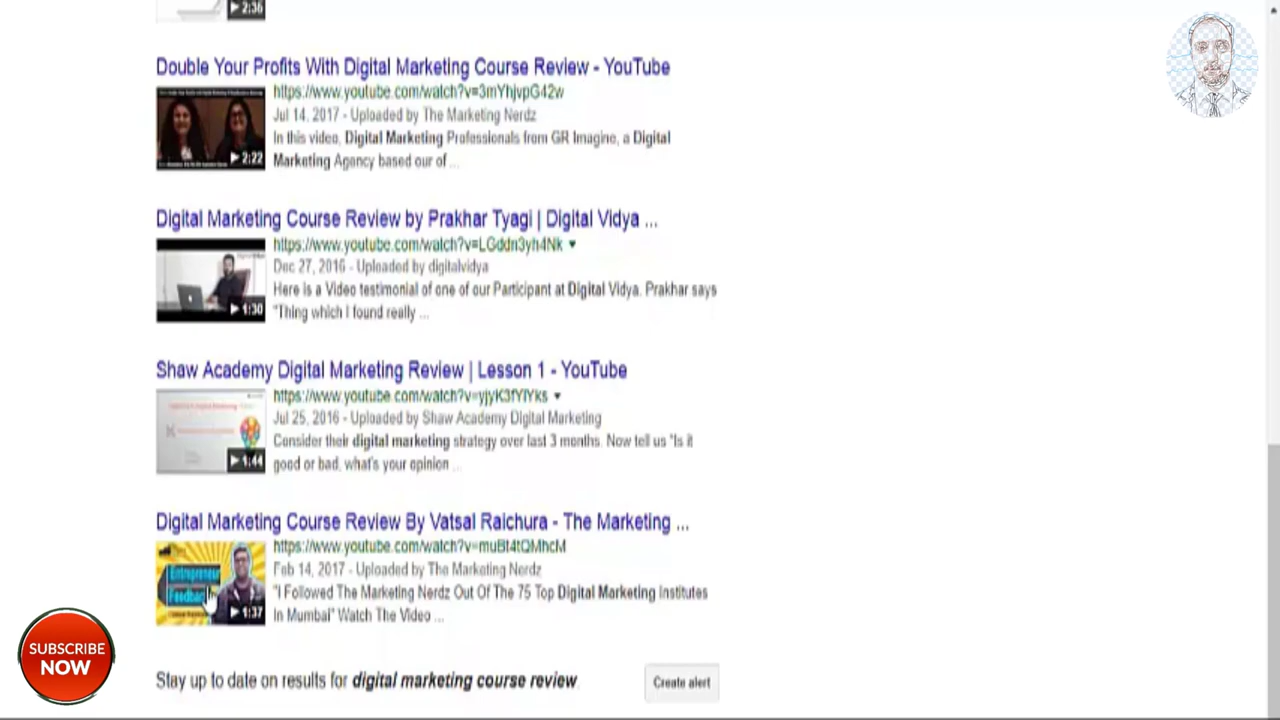 2:36
Double Your Profits With Digital Marketing Course Review - YouTube
https://www.youtube.com/watch?v=3mYhjvpG42w
Jul 14, 2017 - Uploaded by The Marketing Nerdz
In this video, Digital Marketing Professionals from GR Imagine, a Digital
2:22
Marketing Agency based our of ...
Digital Marketing Course Review by Prakhar Tyagi | Digital Vidya ...
https://www.youtube.com/watch?v=LGddn3yh4Nk
Dec 27, 2016 - Uploaded by digitalvidya
Here is a Video testimonial of one of our Participant at Digital Vidya. Prakhar says
1:30
"Thing which I found really ...
Shaw Academy Digital Marketing Review | Lesson 1 - YouTube
https://www.youtube.com/watch?v=yjyK3fYlYks
Jul 25, 2016 - Uploaded by Shaw Academy Digital Marketing
Consider their digital marketing strategy over last 3 months. Now tell us "Is it
1:44
good or bad, what's your opinion ...
Digital Marketing Course Review By Vatsal Raichura - The Marketing ...
https://www.youtube.com/watch?v=muBt4tQMhcM
Feb 14, 2017 - Uploaded by The Marketing Nerdz
Entrepreneur
Feedback
"I Followed The Marketing Nerdz Out Of The 75 Top Digital Marketing Institutes
1:37
In Mumbai" Watch The Video ...
SUBSCRIBE
NOW
Stay up to date on results for digital marketing course review.
Create alert